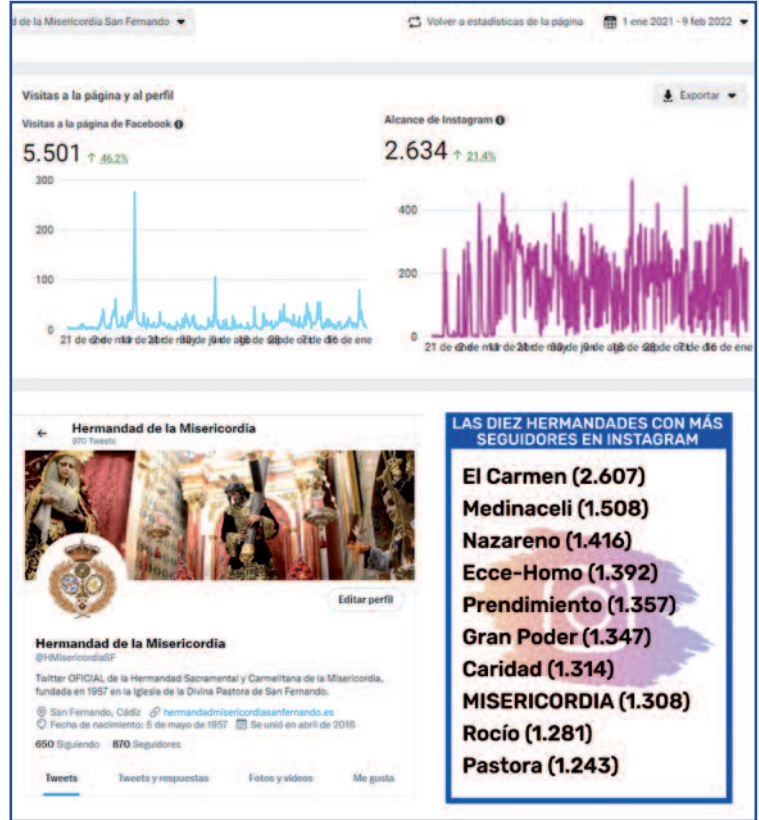 d de la Misericordia San Fernando
Volver a estadísticas de la página
1 ene 2021 - 9 feb 2022
Visitas a la página y al perfil
Exportar
Visitas a la página de Facebook
5.501 ↑ 46.2%
300
200
100
0
Alcance de Instagram
2.634 ↑ 21.4%
400
200
0
Hermandad de la Misericordia
970 Tweets
Editar perfil
Hermandad de la Misericordia
@HMisericordiaSF
Twitter OFICIAL de la Hermandad Sacramental y Carmelitana de la Misericordia,
fundada en 1957 en la Iglesia de la Divina Pastora de San Fernando.
San Fernando, Cádiz hermandadmisericordiasanfernando.es
Fecha de nacimiento: 5 de mayo de 1957 Se unió en abril de 2016
650 Siguiendo 870 Seguidores
Tweets Tweets y respuestas Fotos y vídeos Me gusta
LAS DIEZ HERMANDADES CON MÁS
SEGUIDORES EN INSTAGRAM
El Carmen (2.607)
Medinaceli (1.508)
Nazareno (1.416)
Ecce-Homo (1.392)
Prendimiento (1.357)
Gran Poder (1.347)
Caridad (1.314)
MISERICORDIA (1.308)
Rocío (1.281)
Pastora (1.243)